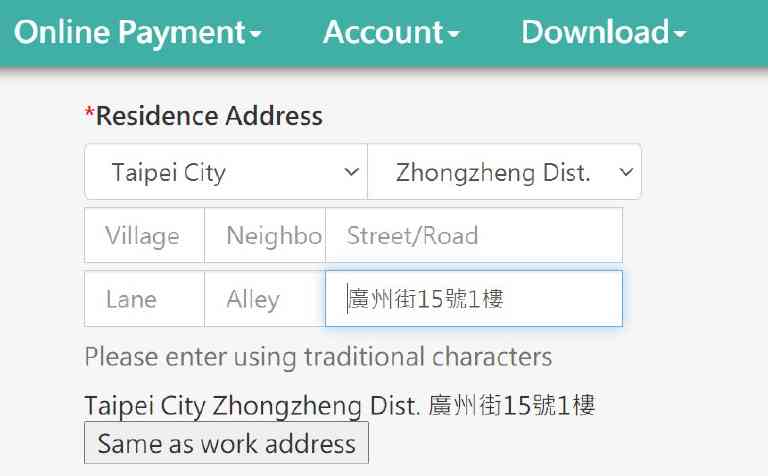 Online Payment Account Download
*Residence Address
Taipei City Zhongzheng Dist.
Village Neighbo Street/Road
Lane Alley 廣州街15號1樓
Please enter using traditional characters
Taipei City Zhongzheng Dist. 廣州街15號1樓
Same as work address